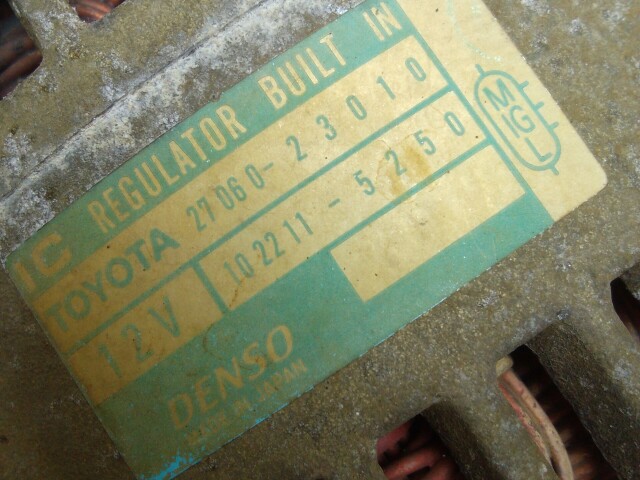 IC REGULATOR BUILT IN
TOYOTA 27060-23010
12V 102211-5250
DENSO
MADE IN JAPAN
M
IG
L